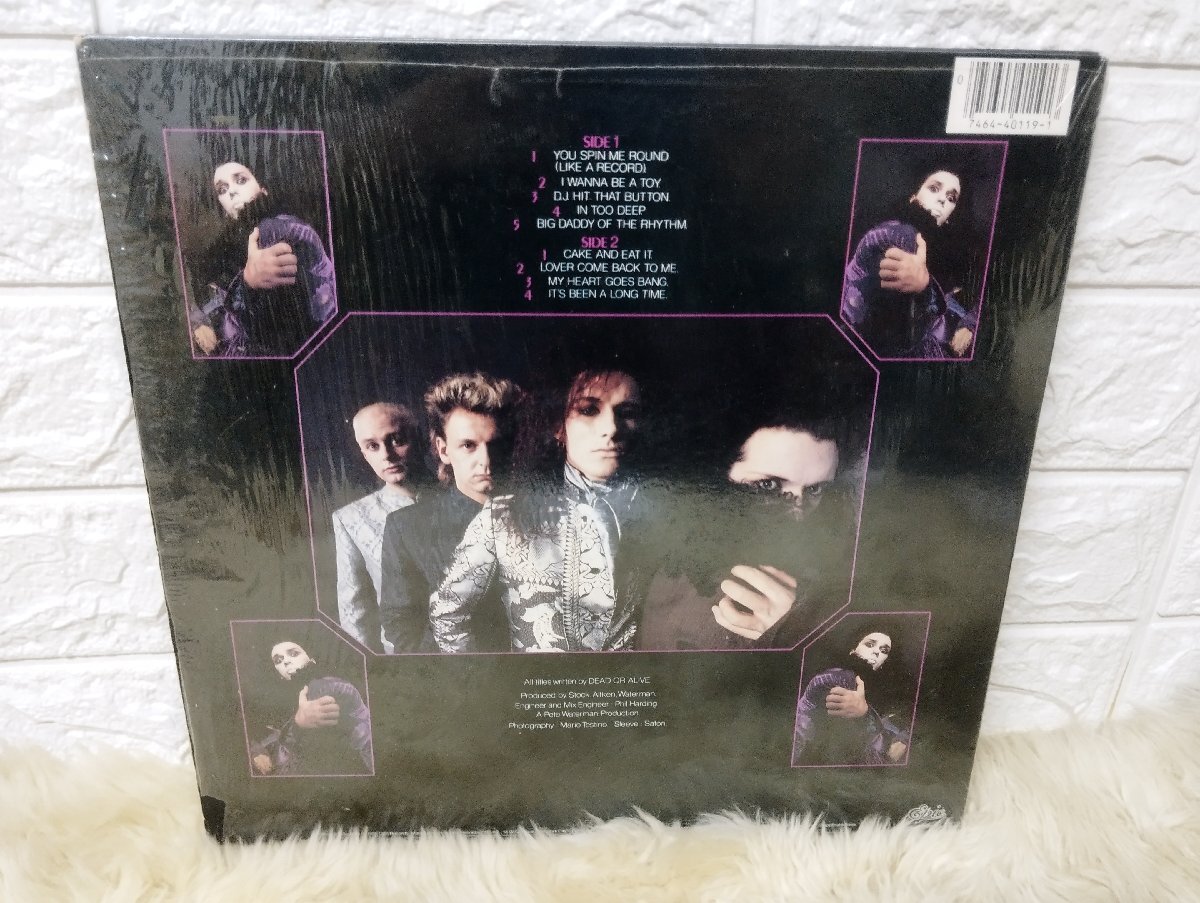 0
7464-40119-1
SIDE 1
1 YOU SPIN ME ROUND
(LIKE A RECORD)
2 I WANNA BE A TOY
3 D.J. HIT THAT BUTTON.
4 IN TOO DEEP
5 BIG DADDY OF THE RHYTHM.
SIDE 2
1 CAKE AND EAT IT.
2 LOVER COME BACK TO ME.
3 MY HEART GOES BANG.
4 IT'S BEEN A LONG TIME.
All titles written by DEAD OR ALIVE
Produced by Stock, Aitken, Waterman.
Engineer and Mix Engineer : Phil Harding
A Pete Waterman Production
Photography : Mario Testino. Sleeve : Satori.
Epic